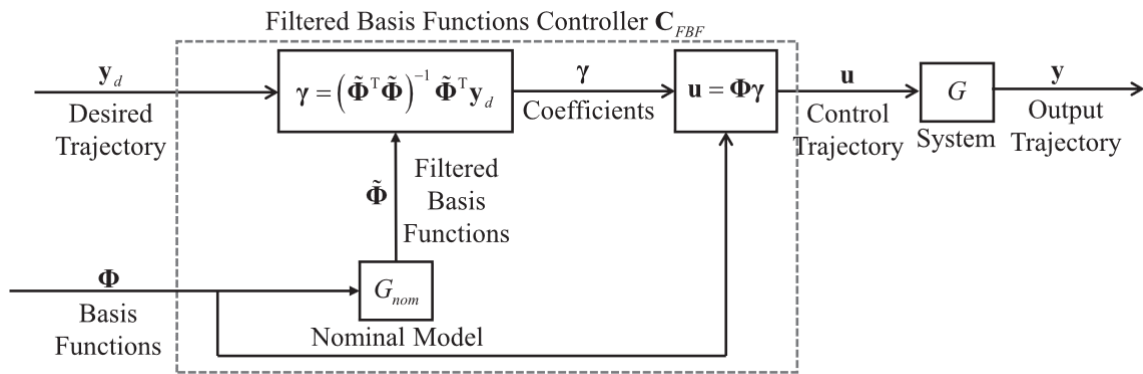 Filtered Basis Functions Controller C_FBF
y_d
Desired
Trajectory
γ = (Φ̃ᵀΦ̃)⁻¹ Φ̃ᵀy_d
γ
Coefficients
u = Φγ
u
Control
Trajectory
G
System
y
Output
Trajectory
Φ̃
Filtered
Basis
Functions
Φ
Basis
Functions
G_nom
Nominal Model